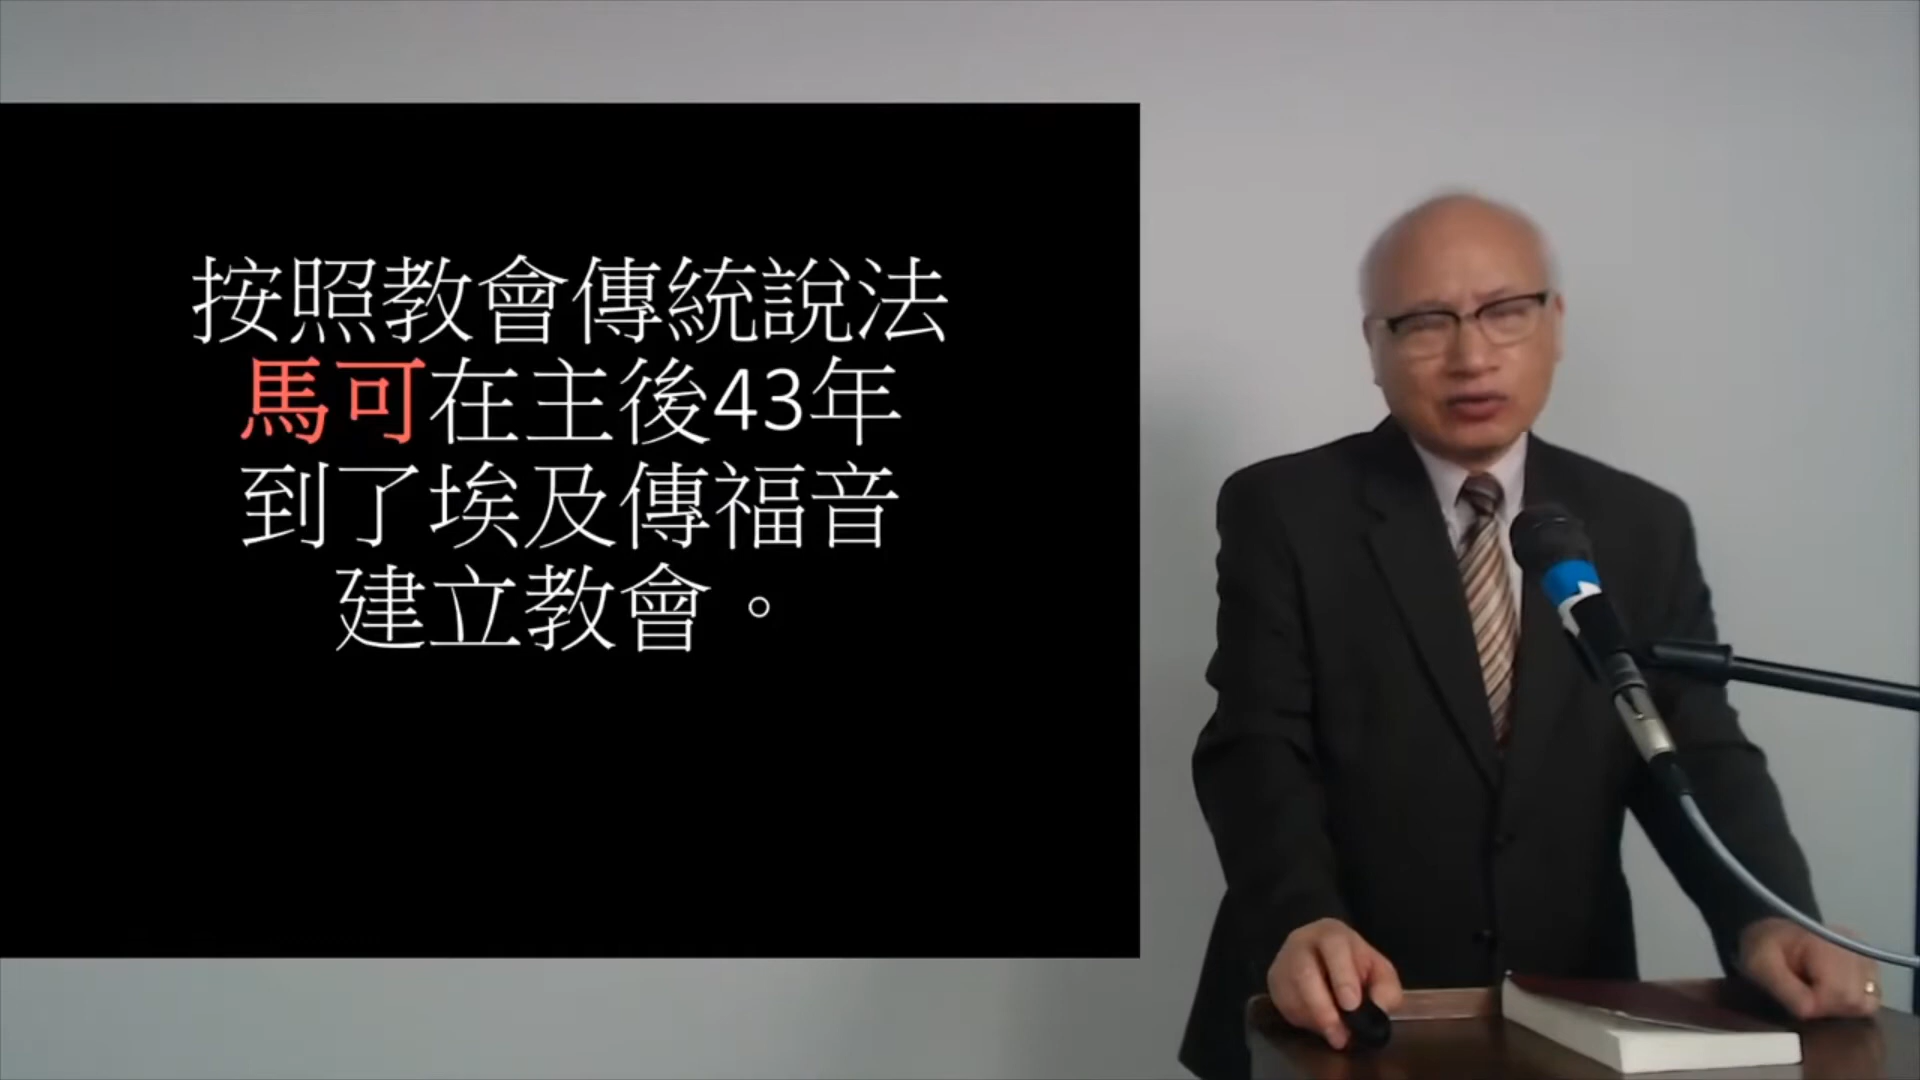 按照教會傳統說法
馬可在主後43年
到了埃及傳福音
建立教會。